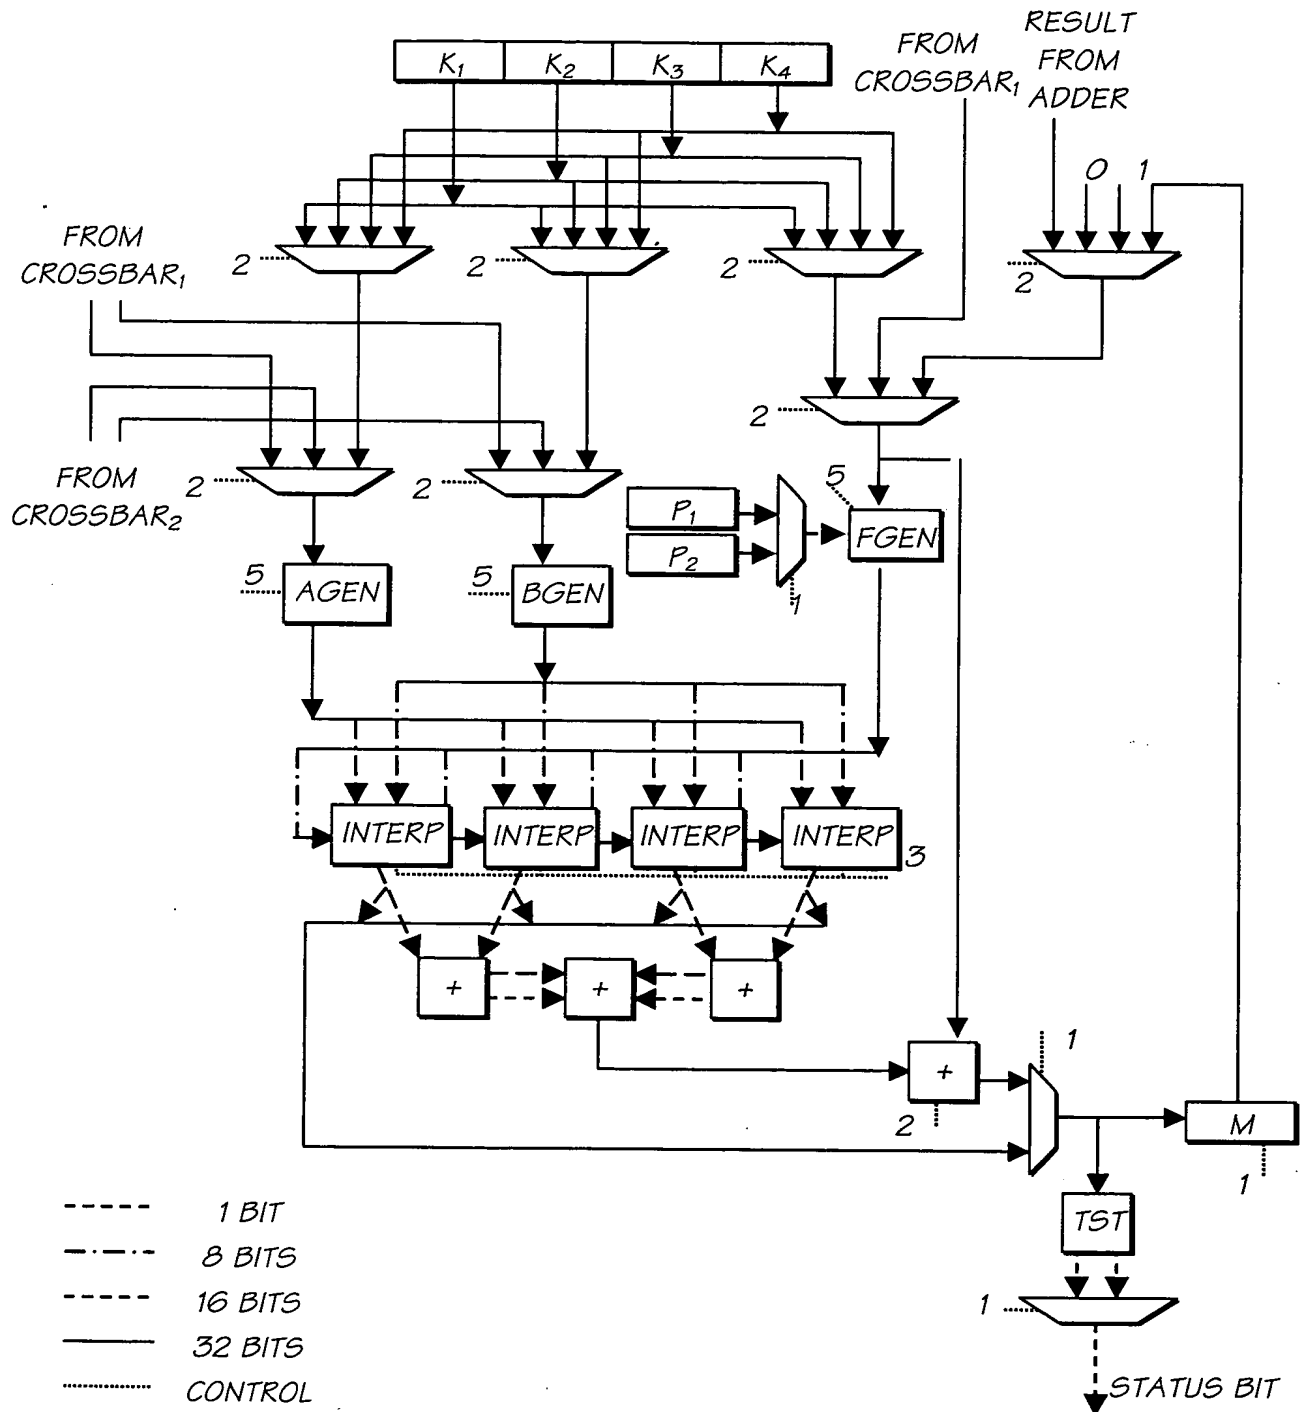 RESULT
FROM
ADDER
FROM
CROSSBAR1
K1 K2 K3 K4
0 1
FROM
CROSSBAR1
2
2
2
2
2
FROM
CROSSBAR2
2
2
P1
P2
1
5
FGEN
5
AGEN
5
BGEN
INTERP
INTERP
INTERP
INTERP
3
+
+
+
+
2
1
M
1
TST
1
STATUS BIT
1 BIT
8 BITS
16 BITS
32 BITS
CONTROL